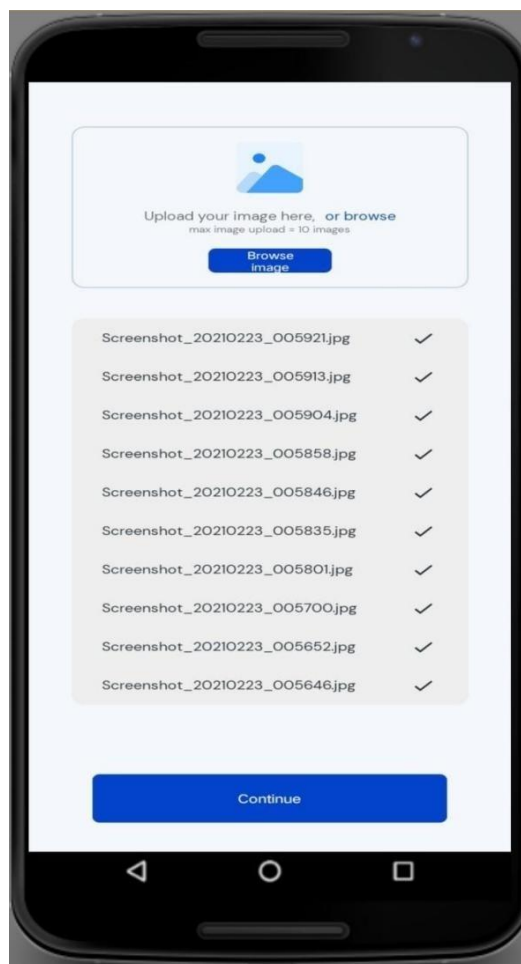 Upload your image here, or browse
max image upload = 10 images
Browse
image
Screenshot_20210223_005921.jpg
Screenshot_20210223_005913.jpg
Screenshot_20210223_005904.jpg
Screenshot_20210223_005858.jpg
Screenshot_20210223_005846.jpg
Screenshot_20210223_005835.jpg
Screenshot_20210223_005801.jpg
Screenshot_20210223_005700.jpg
Screenshot_20210223_005652.jpg
Screenshot_20210223_005646.jpg
Continue